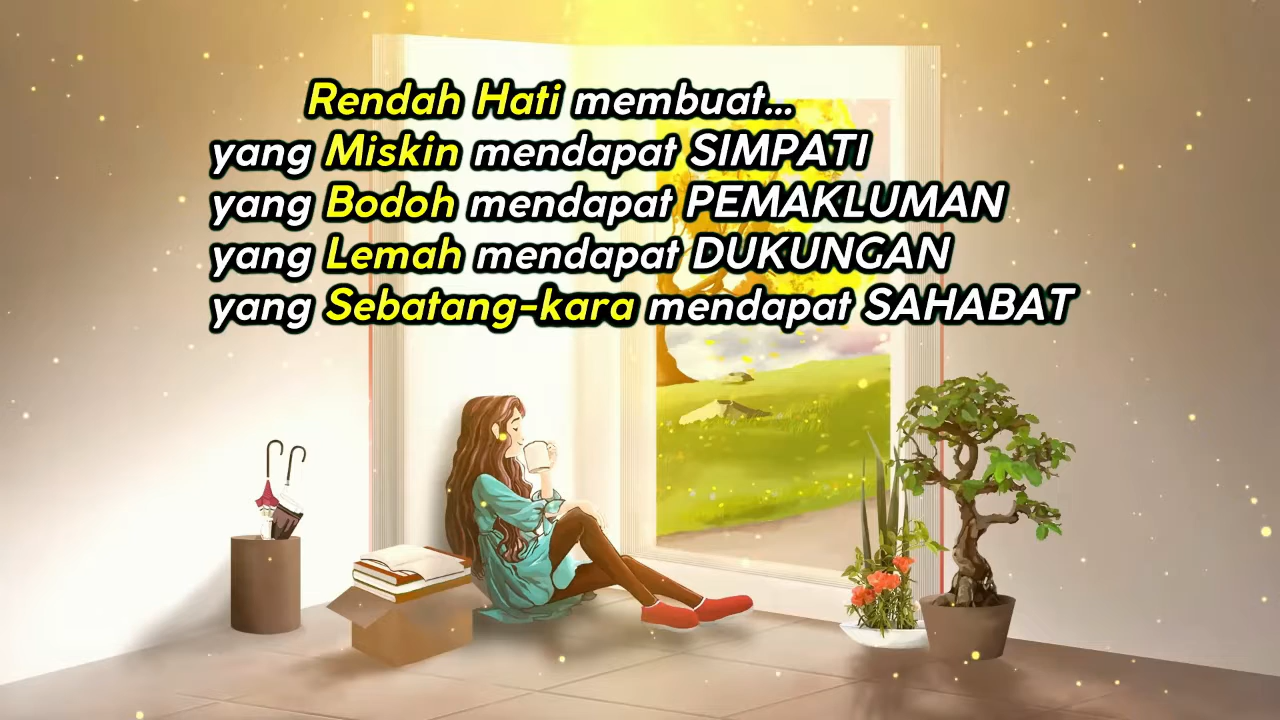 Rendah Hati membuat...
yang Miskin mendapat SIMPATI
yang Bodoh mendapat PEMAKLUMAN
yang Lemah mendapat DUKUNGAN
yang Sebatang-kara mendapat SAHABAT